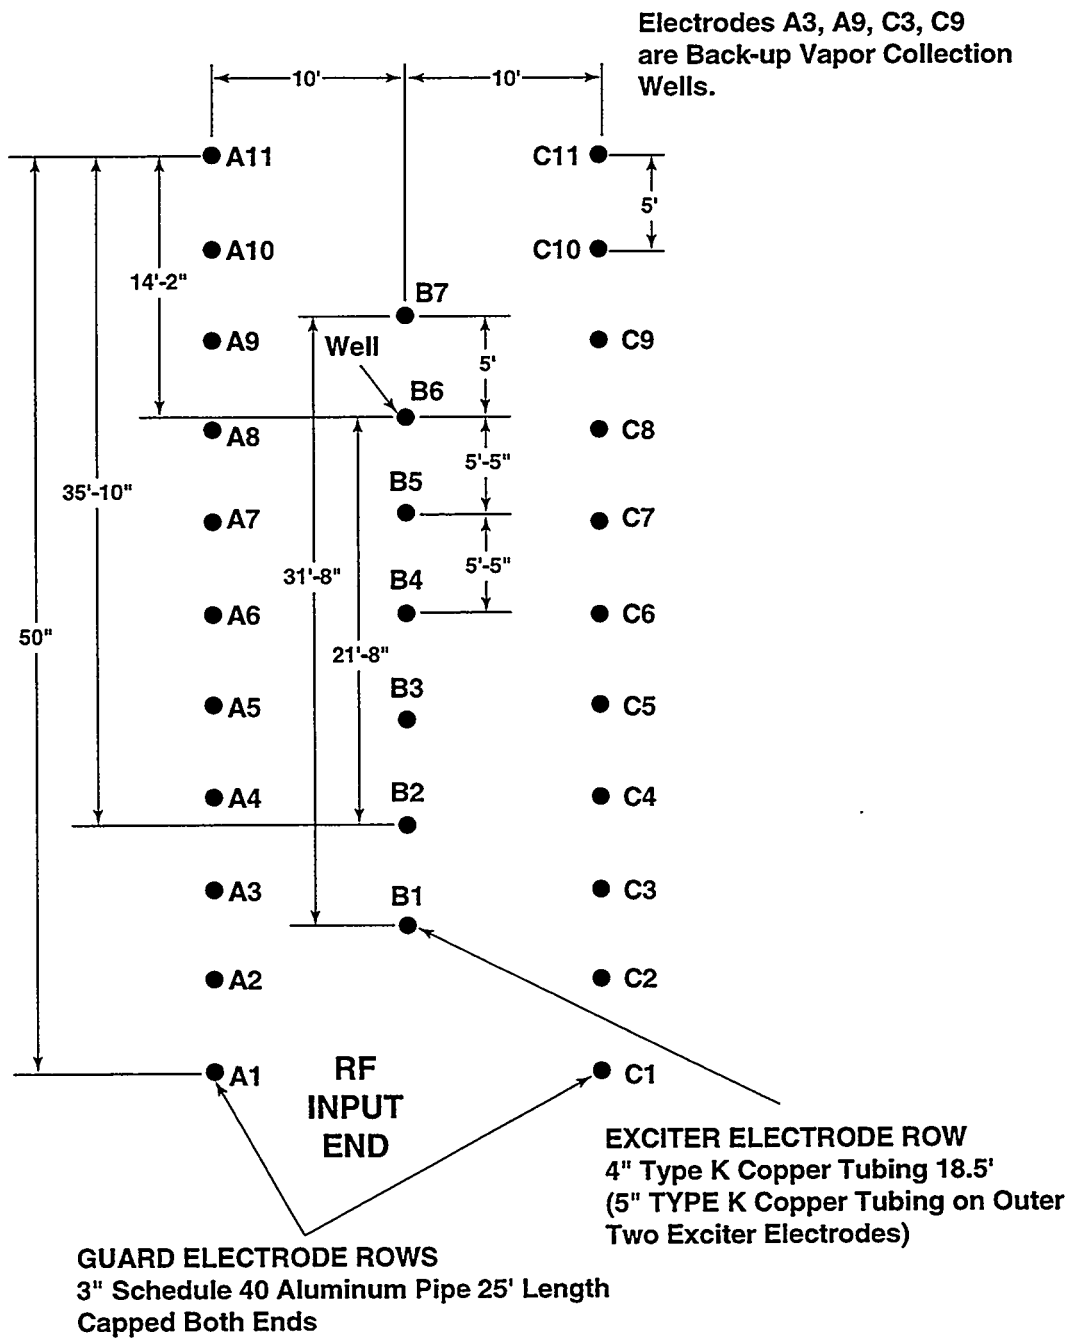 Electrodes A3, A9, C3, C9
are Back-up Vapor Collection
Wells.
10'
10'
A11
C11
5'
A10
C10
14'-2"
B7
A9
Well
5'
C9
B6
A8
C8
5'-5"
B5
35'-10"
A7
C7
31'-8"
B4
5'-5"
A6
C6
50"
21'-8"
B3
A5
C5
B2
A4
C4
A3
B1
C3
A2
C2
A1
RF
INPUT
END
C1
EXCITER ELECTRODE ROW
4" Type K Copper Tubing 18.5'
(5" TYPE K Copper Tubing on Outer
Two Exciter Electrodes)
GUARD ELECTRODE ROWS
3" Schedule 40 Aluminum Pipe 25' Length
Capped Both Ends